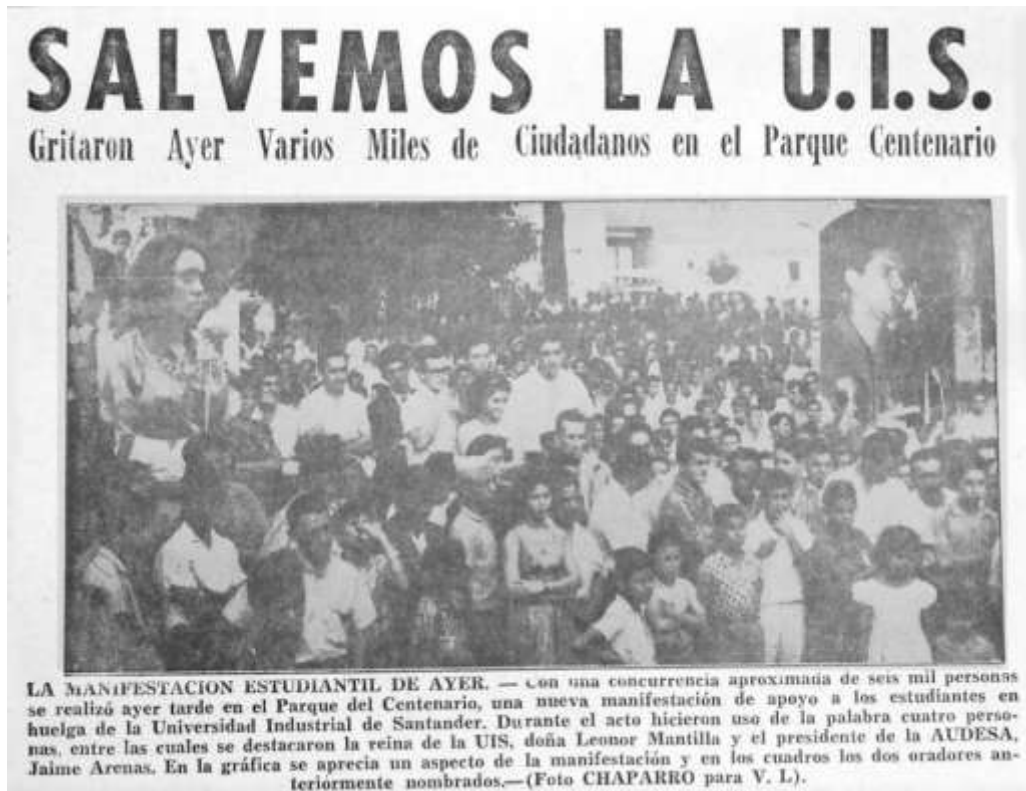 SALVEMOS LA U.I.S.
Gritaron Ayer Varios Miles de Ciudadanos en el Parque Centenario
LA MANIFESTACION ESTUDIANTIL DE AYER. — Con una concurrencia aproximada de seis mil personas
se realizó ayer tarde en el Parque del Centenario, una nueva manifestación de apoyo a los estudiantes en
huelga de la Universidad Industrial de Santander. Durante el acto hicieron uso de la palabra cuatro perso-
nas, entre las cuales se destacaron la reina de la UIS, doña Leonor Mantilla y el presidente de la AUDESA,
Jaime Arenas. En la gráfica se aprecia un aspecto de la manifestación y en los cuadros los dos oradores an-
teriormente nombrados.—(Foto CHAPARRO para V. L).